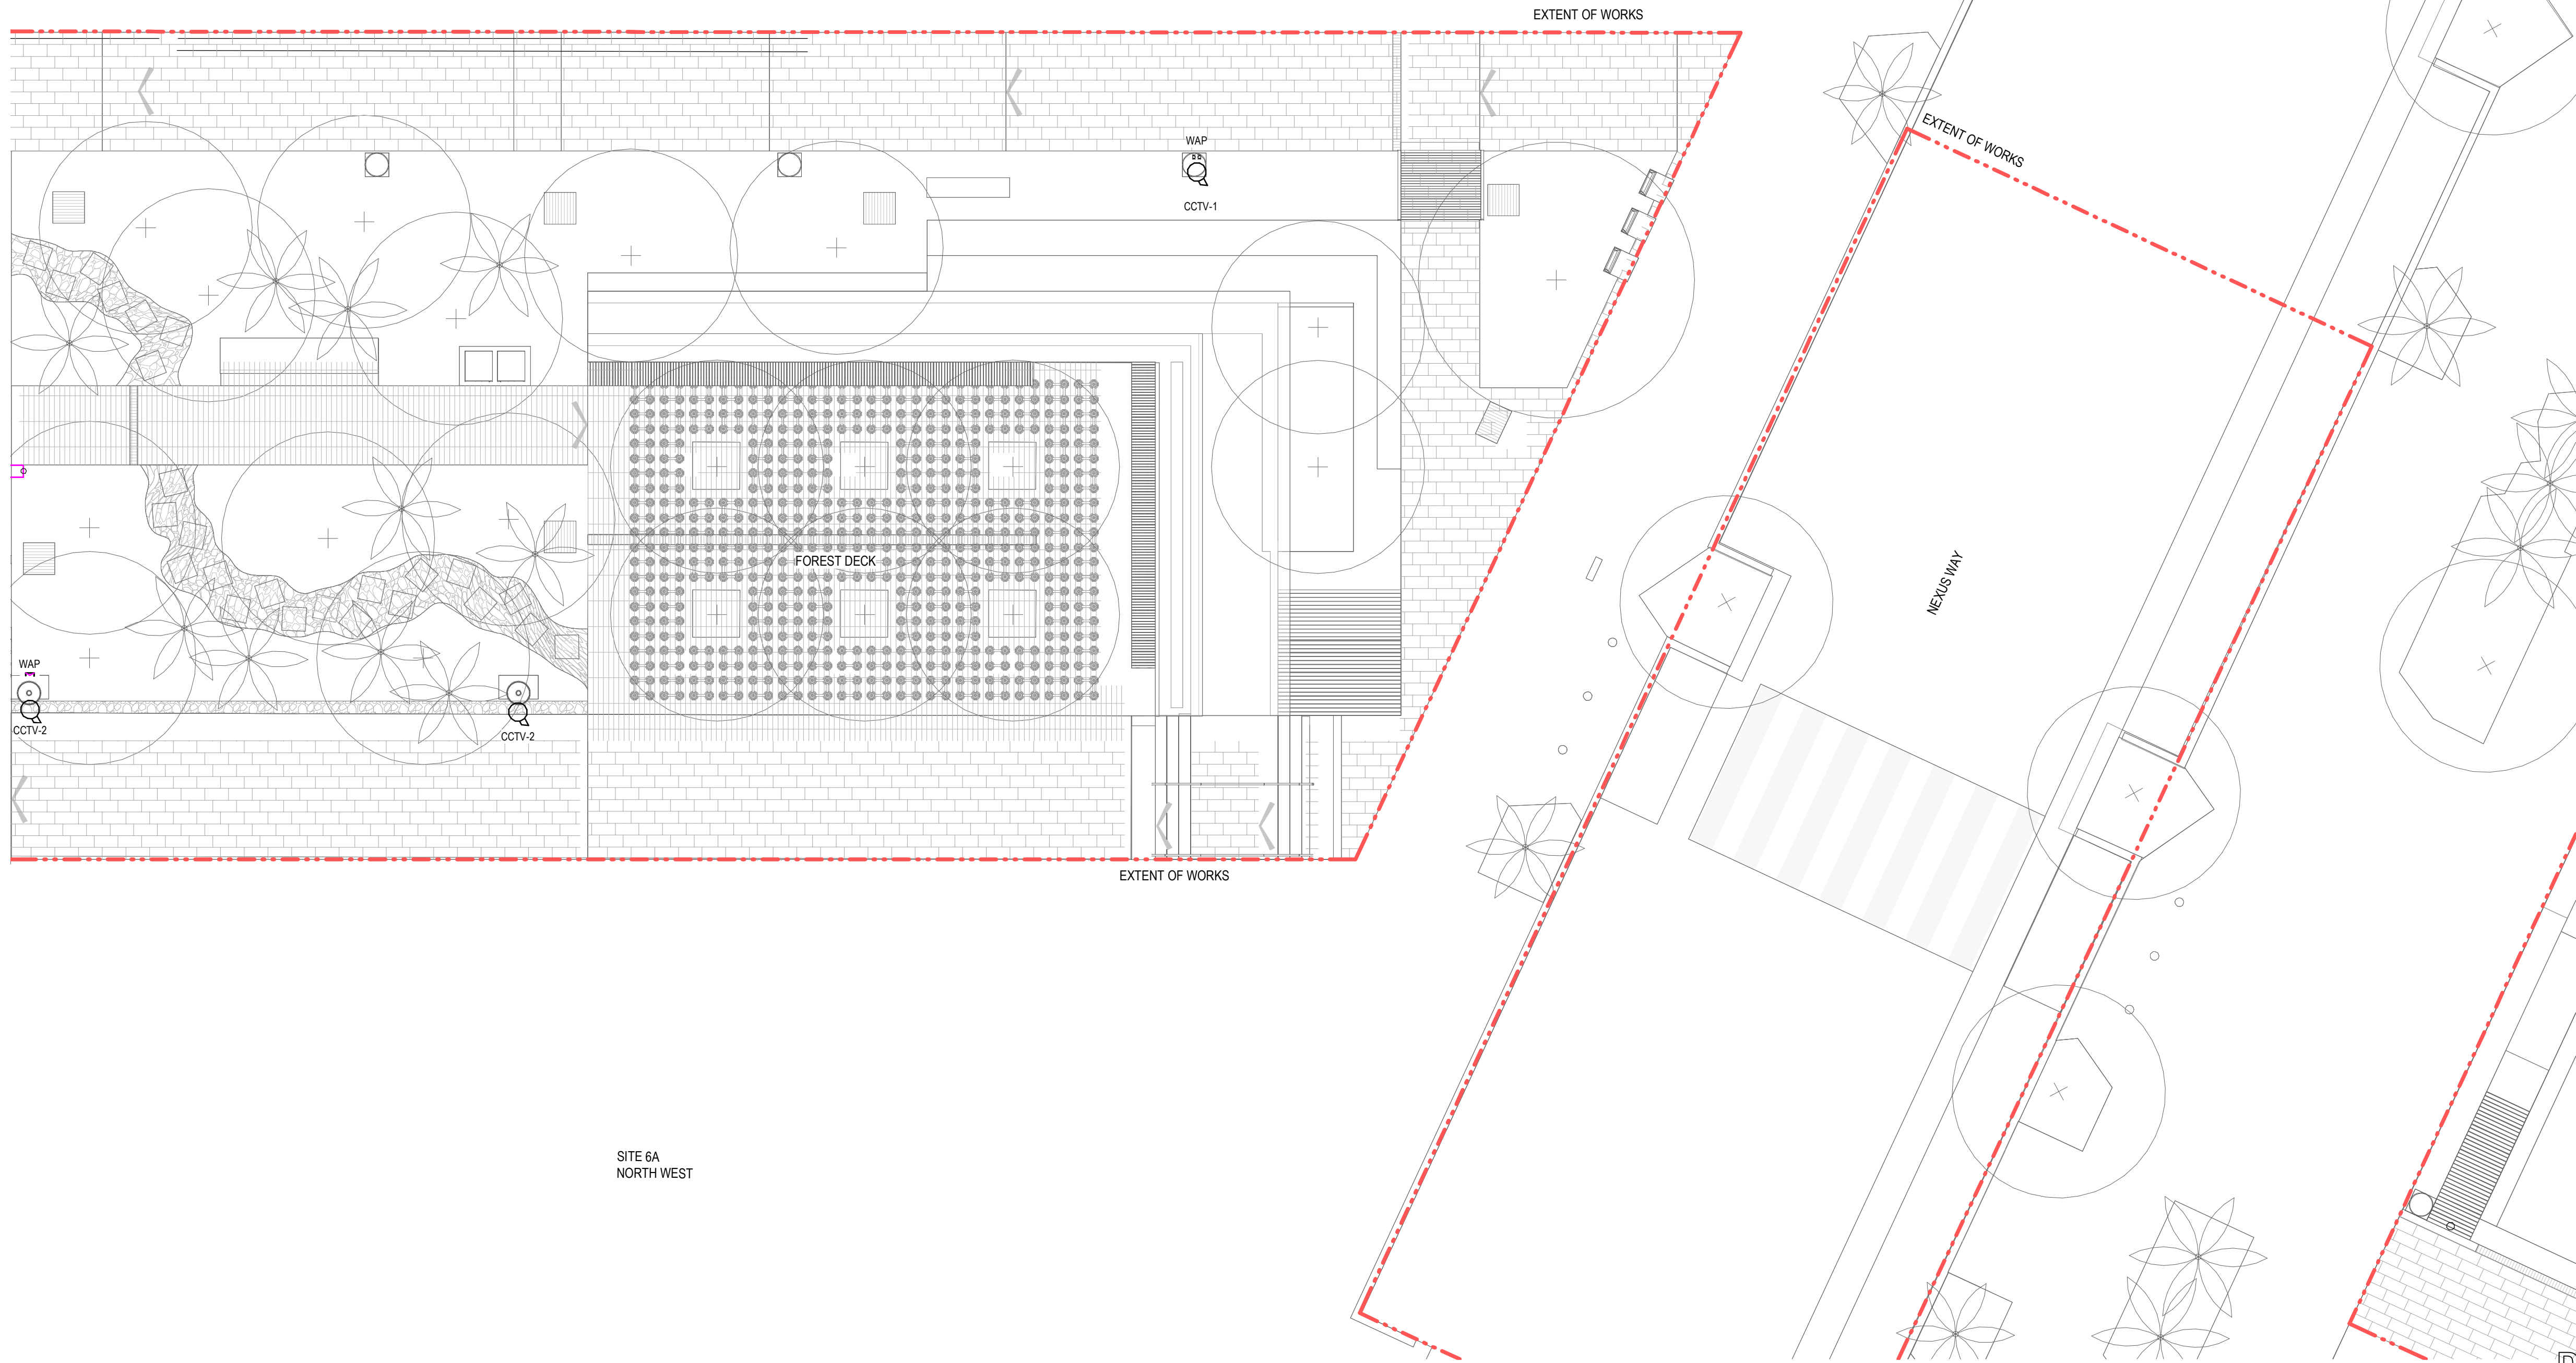 EXTENT OF WORKS
EXTENT OF WORKS
WAP
CCTV-1
FOREST DECK
NEXUS WAY
WAP
CCTV-2
CCTV-2
EXTENT OF WORKS
SITE 6A
NORTH WEST